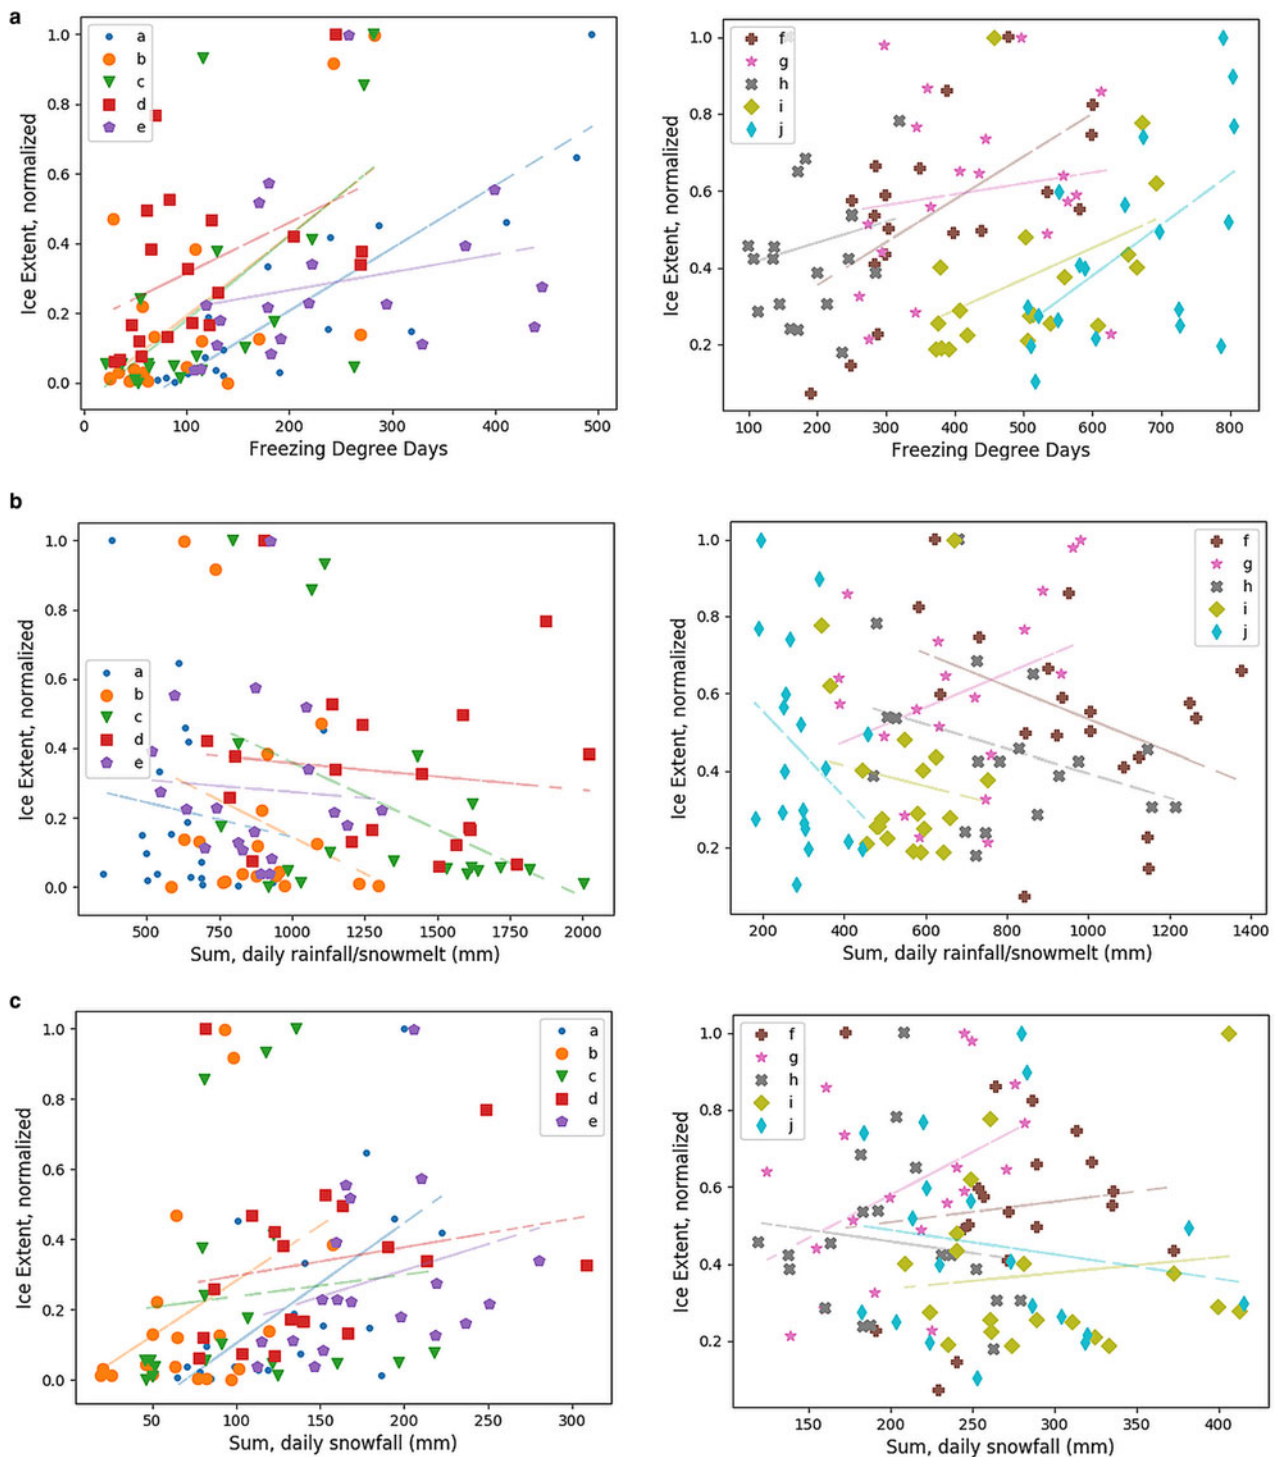 a
Ice Extent, normalized
1.0
0.8
0.6
0.4
0.2
0.0
a
b
c
d
e
0 100 200 300 400 500
Freezing Degree Days
Ice Extent, normalized
1.0
0.8
0.6
0.4
0.2
f
g
h
i
j
100 200 300 400 500 600 700 800
Freezing Degree Days
b
Ice Extent, normalized
1.0
0.8
0.6
0.4
0.2
0.0
a
b
c
d
e
500 750 1000 1250 1500 1750 2000
Sum, daily rainfall/snowmelt (mm)
Ice Extent, normalized
1.0
0.8
0.6
0.4
0.2
f
g
h
i
j
200 400 600 800 1000 1200 1400
Sum, daily rainfall/snowmelt (mm)
c
Ice Extent, normalized
1.0
0.8
0.6
0.4
0.2
0.0
a
b
c
d
e
50 100 150 200 250 300
Sum, daily snowfall (mm)
Ice Extent, normalized
1.0
0.8
0.6
0.4
0.2
f
g
h
i
j
150 200 250 300 350 400
Sum, daily snowfall (mm)